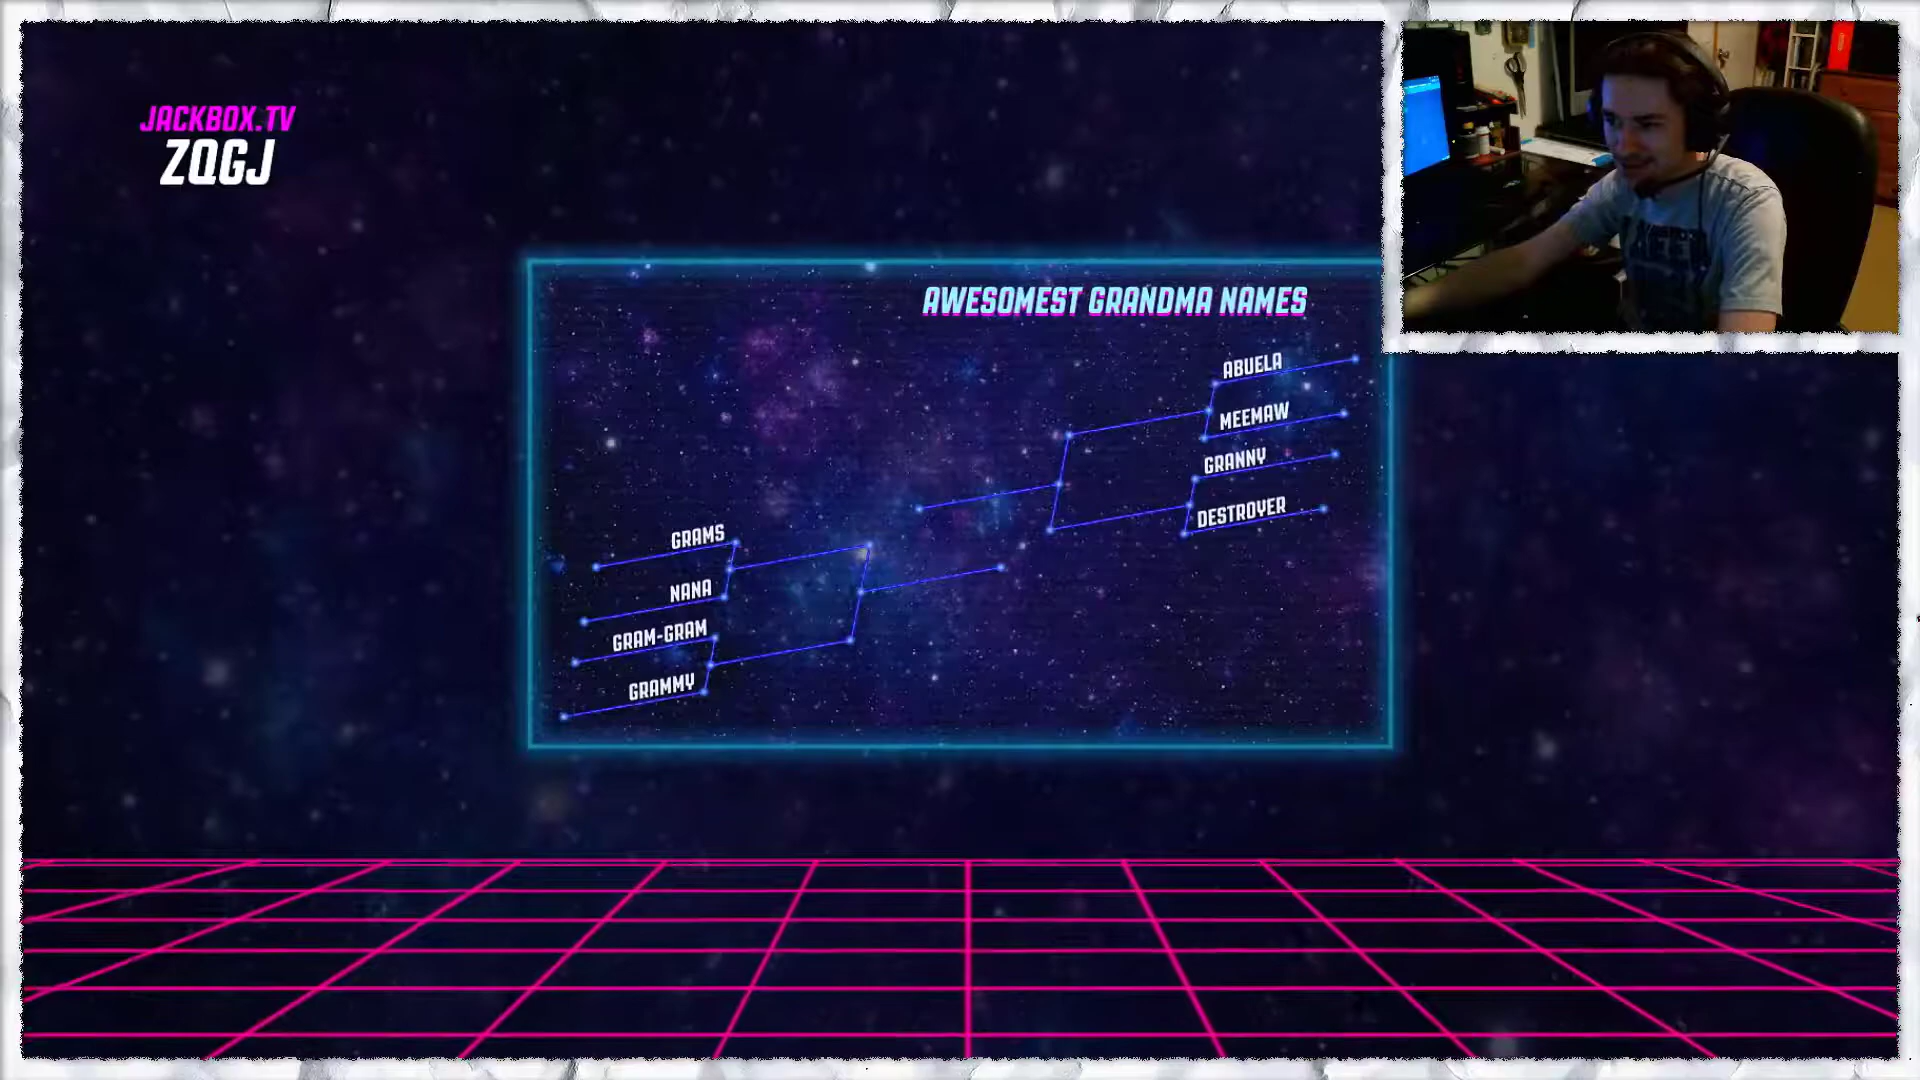 JACKBOX.TV
ZQGJ
AWESOMEST GRANDMA NAMES
ABUELA
MEEMAW
GRANNY
DESTROYER
GRAMS
NANA
GRAM-GRAM
GRAMMY